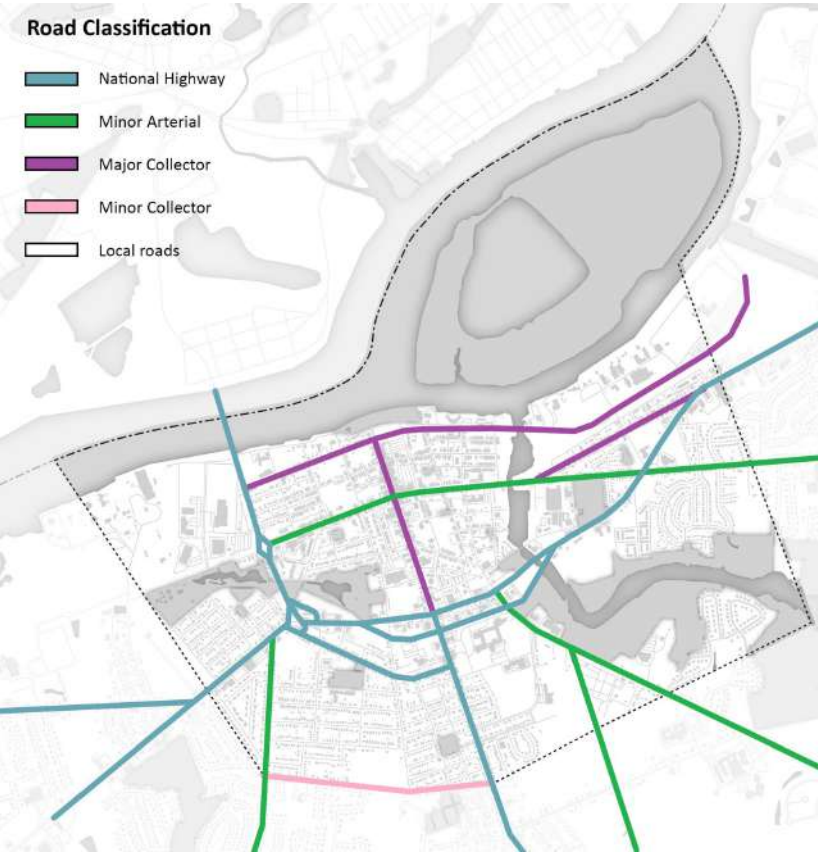 Road Classification
National Highway
Minor Arterial
Major Collector
Minor Collector
Local roads